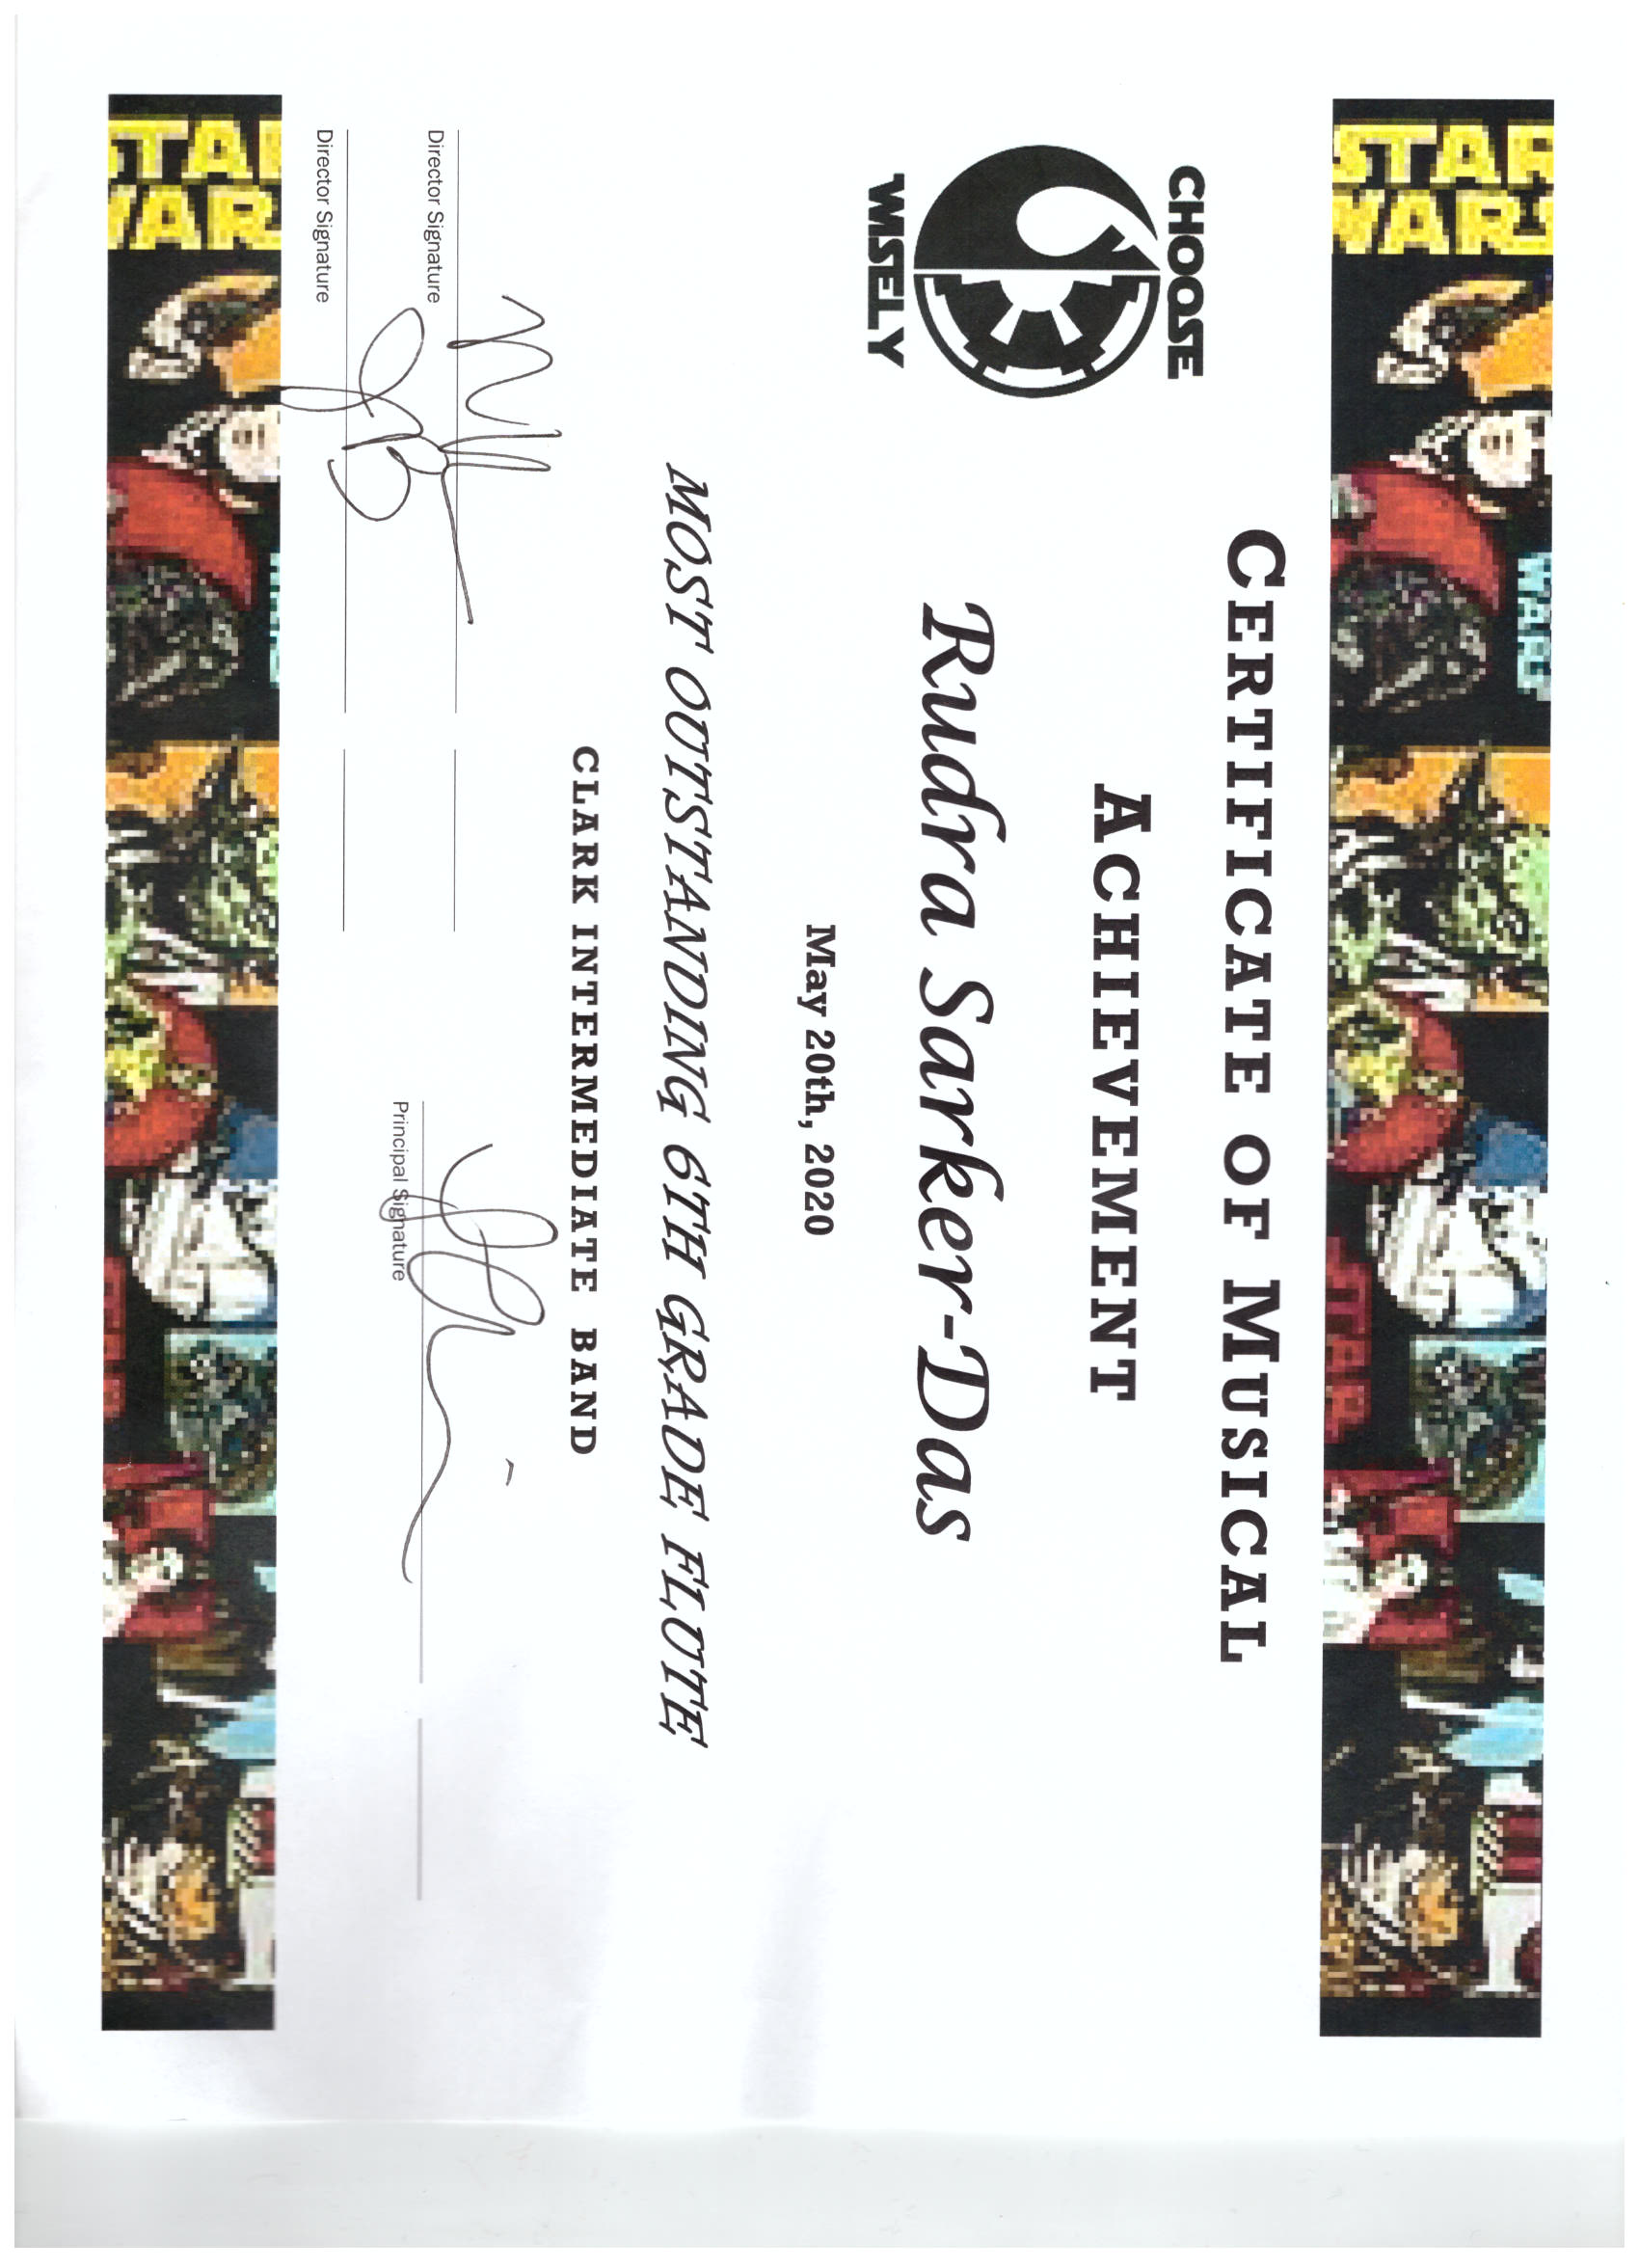 STAR
WARS
WARS
STAR
CERTIFICATE OF MUSICAL
ACHIEVEMENT
CHOOSE
WISELY
Rudra Sarker-Das
May 20th, 2020
MOST OUTSTANDING 6TH GRADE FLUTE
CLARK INTERMEDIATE BAND
Director Signature
Principal Signature
Director Signature
STAR
WARS